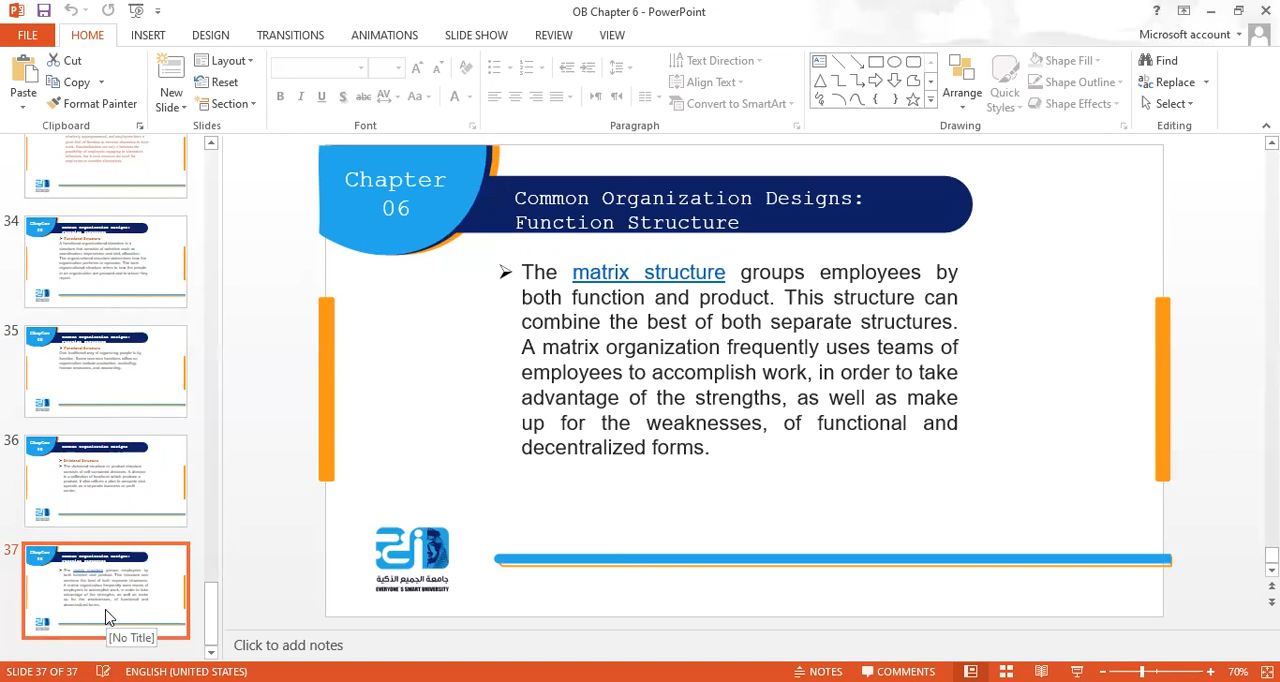 OB Chapter 6 - PowerPoint
FILE HOME INSERT DESIGN TRANSITIONS ANIMATIONS SLIDE SHOW REVIEW VIEW
Microsoft account
Paste
Cut
Copy
Format Painter
Clipboard
New
Slide
Layout
Reset
Section
Slides
B I U S abc AV Aa A
Font
Text Direction
Align Text
Convert to SmartArt
Paragraph
Arrange
Quick
Styles
Shape Fill
Shape Outline
Shape Effects
Drawing
Find
Replace
Select
Editing
34
35
36
37
[No Title]
Chapter
06
Common Organization Designs:
Function Structure
The matrix structure groups employees by
both function and product. This structure can
combine the best of both separate structures.
A matrix organization frequently uses teams of
employees to accomplish work, in order to take
advantage of the strengths, as well as make
up for the weaknesses, of functional and
decentralized forms.
جامعة الجميع الذكية
EVERYONE'S SMART UNIVERSITY
Click to add notes
SLIDE 37 OF 37 ENGLISH (UNITED STATES) NOTES COMMENTS 70%